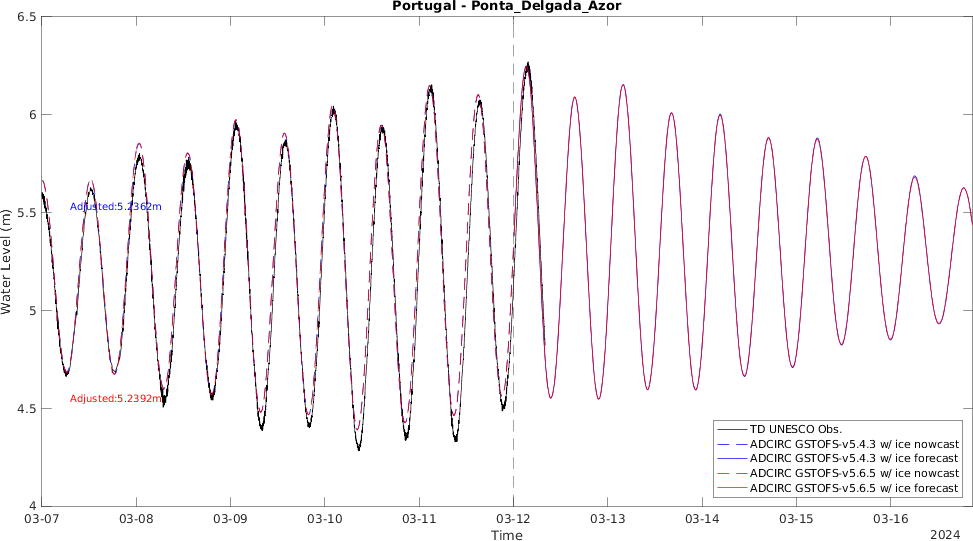 Portugal - Ponta_Delgada_Azor
6.5
6
5.5
5
4.5
4
Water Level (m)
Adjusted:5.2362m
Adjusted:5.2392m
TD UNESCO Obs.
ADCIRC GSTOFS-v5.4.3 w/ ice nowcast
ADCIRC GSTOFS-v5.4.3 w/ ice forecast
ADCIRC GSTOFS-v5.6.5 w/ ice nowcast
ADCIRC GSTOFS-v5.6.5 w/ ice forecast
03-07 03-08 03-09 03-10 03-11 03-12 03-13 03-14 03-15 03-16
Time
2024